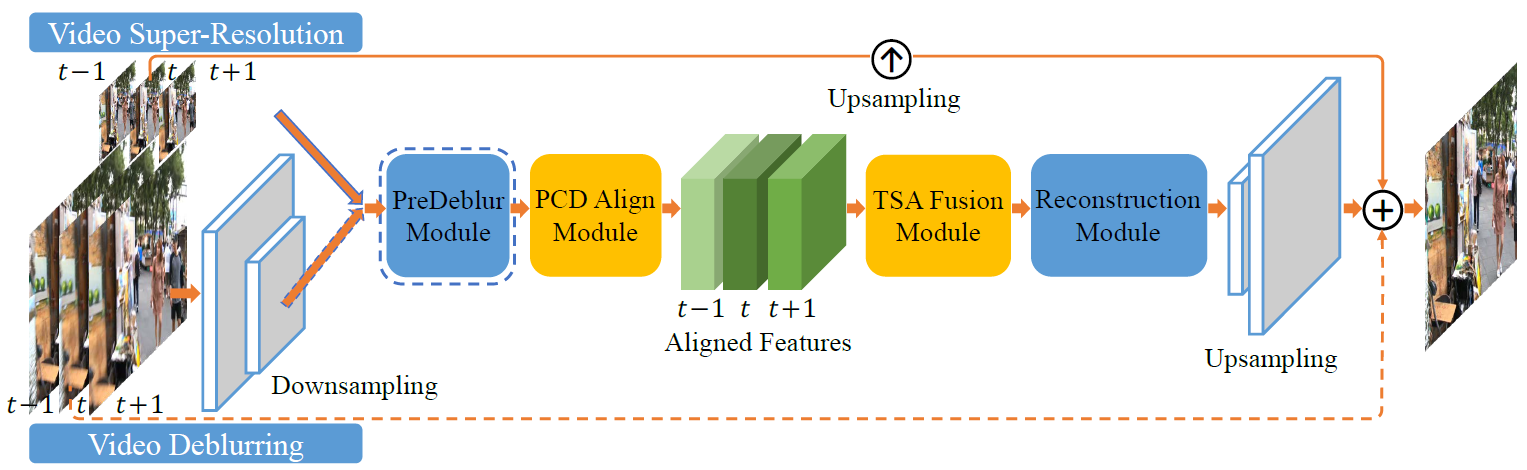 Video Super-Resolution
t−1 t t+1
Upsampling
PreDeblur
Module
PCD Align
Module
TSA Fusion
Module
Reconstruction
Module
t−1 t t+1
Aligned Features
Upsampling
Downsampling
t−1 t t+1
Video Deblurring